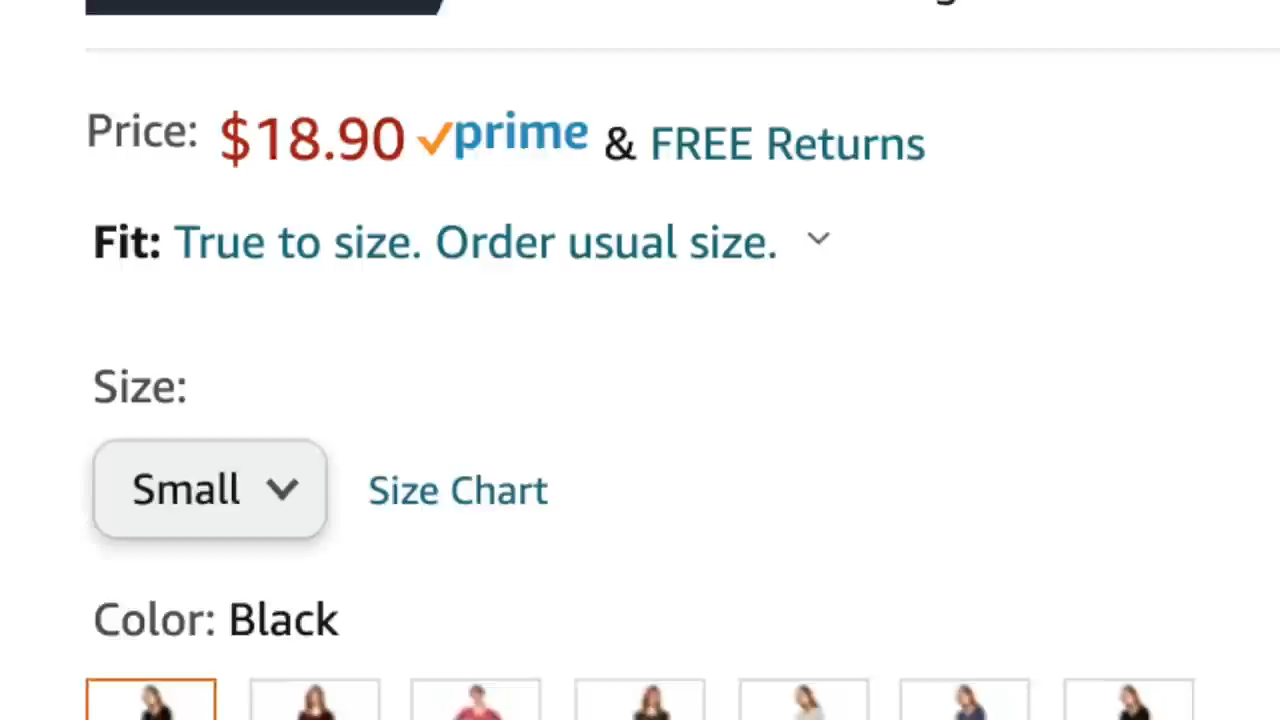 Price: $18.90 prime & FREE Returns
Fit: True to size. Order usual size.
Size:
Small Size Chart
Color: Black